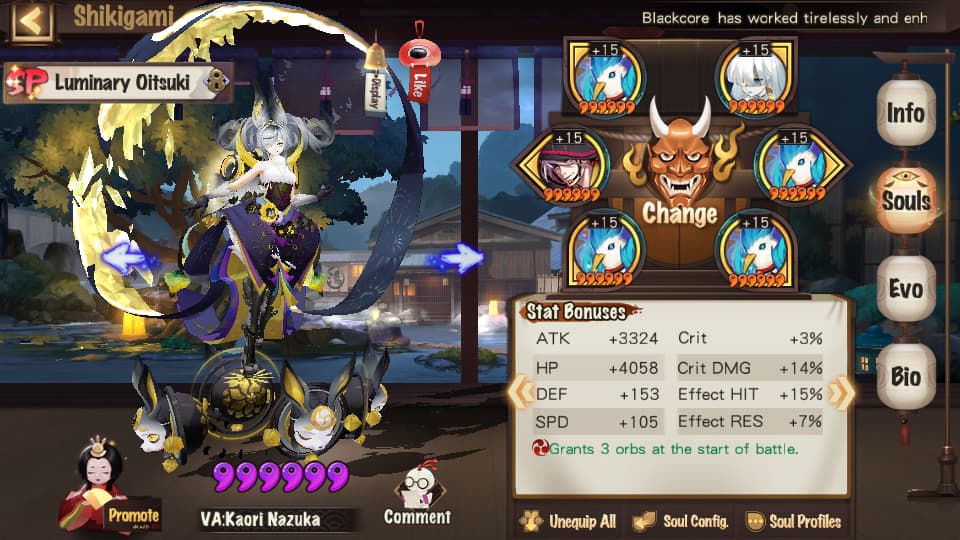 Shikigami
Blackcore has worked tirelessly and enh
SP Luminary Oitsuki
Display
Like
+15
999999
+15
999999
+15
999999
+15
999999
+15
999999
+15
999999
Change
Info
Souls
Evo
Bio
Stat Bonuses
ATK +3324 Crit +3%
HP +4058 Crit DMG +14%
DEF +153 Effect HIT +15%
SPD +105 Effect RES +7%
Grants 3 orbs at the start of battle.
999999
Promote
VA:Kaori Nazuka
Comment
Unequip All
Soul Config.
Soul Profiles